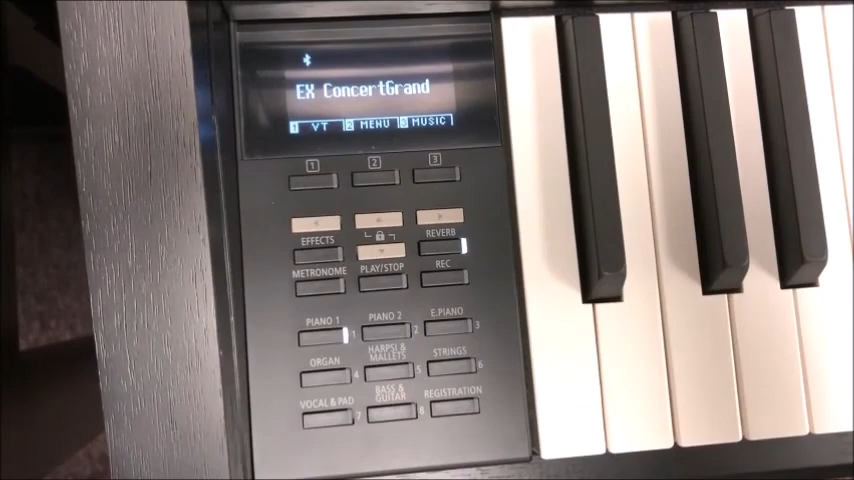 EX ConcertGrand
1 VT 2 MENU 3 MUSIC
1 2 3
EFFECTS REVERB
METRONOME PLAY/STOP REC
PIANO 1 PIANO 2 E.PIANO
1 2 3
ORGAN HARPSI & MALLETS STRINGS
4 5 6
VOCAL & PAD BASS & GUITAR REGISTRATION
7 8